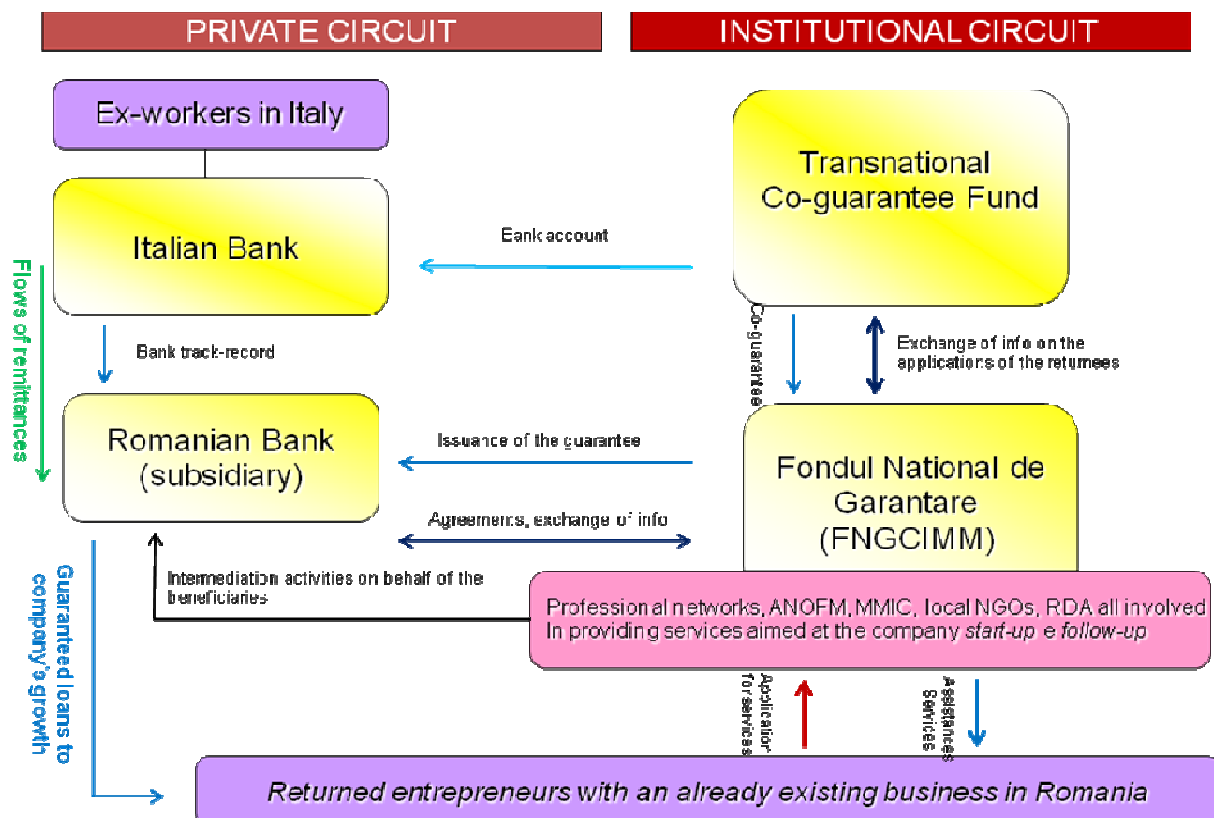 PRIVATE CIRCUIT
INSTITUTIONAL CIRCUIT
Ex-workers in Italy
Transnational
Co-guarantee Fund
Italian Bank
Eank account
Flows of remittances
Bank track-record
Co-guarantee
Exchange of info on the
applications of the returnees
Romanian Bank
(subsidiary)
Issuance of the guarantee
Fondul National de
Garantare
(FNGCIMM)
Agreements, exchange of info
Intermediation activities on behalf of the
beneficiaries
Professional networks, ANOFM, MMIC, local NGOs, RDA all involved
In providing services aimed at the company start-up e follow-up
Guaranteed loans to
company's growth
Application
for services
Assistances
Services
Returned entrepreneurs with an already existing business in Romania